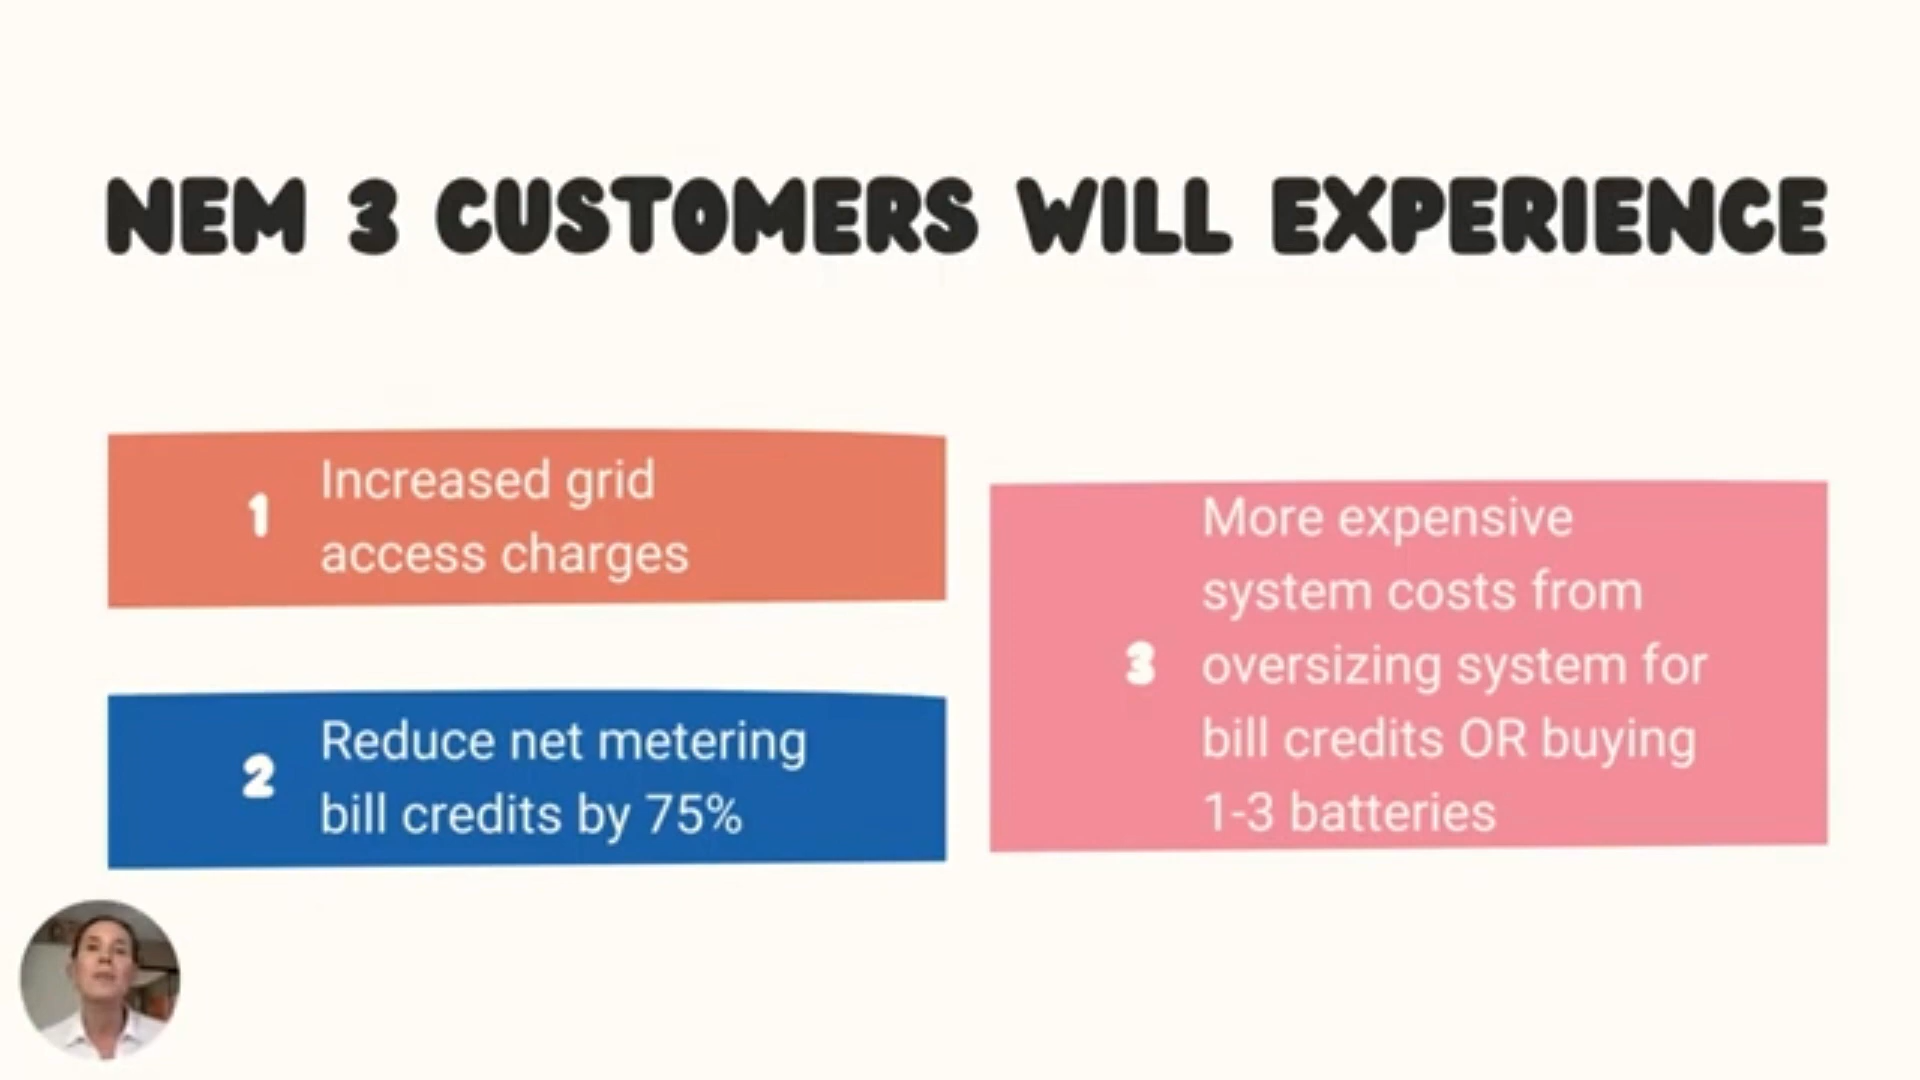 NEM 3 CUSTOMERS WILL EXPERIENCE
1
Increased grid
access charges
2
Reduce net metering
bill credits by 75%
3
More expensive
system costs from
oversizing system for
bill credits OR buying
1-3 batteries